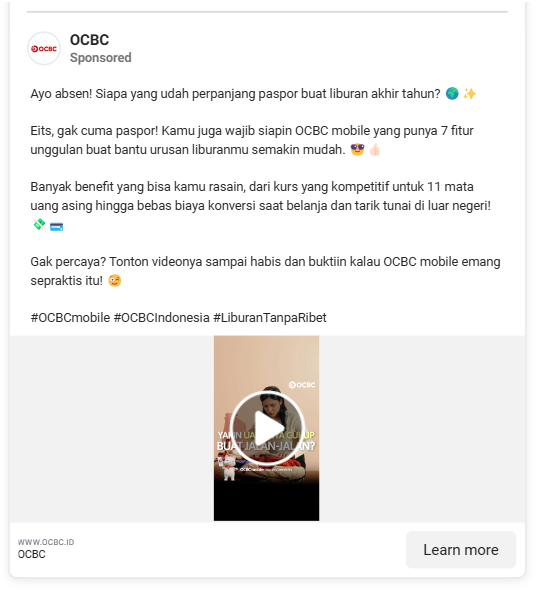 OCBC
OCBC
Sponsored
Ayo absen! Siapa yang udah perpanjang paspor buat liburan akhir tahun? 🌎 ✨
Eits, gak cuma paspor! Kamu juga wajib siapin OCBC mobile yang punya 7 fitur
unggulan buat bantu urusan liburanmu semakin mudah. 😎 👍🏻
Banyak benefit yang bisa kamu rasain, dari kurs yang kompetitif untuk 11 mata
uang asing hingga bebas biaya konversi saat belanja dan tarik tunai di luar negeri!
💸 💳
Gak percaya? Tonton videonya sampai habis dan buktiin kalau OCBC mobile emang
sepraktis itu! 😉
#OCBCmobile #OCBCIndonesia #LiburanTanpaRibet
OCBC
YAKIN
BUAT JALAN-JALAN?
OCBC mobile
WWW.OCBC.ID
OCBC
Learn more